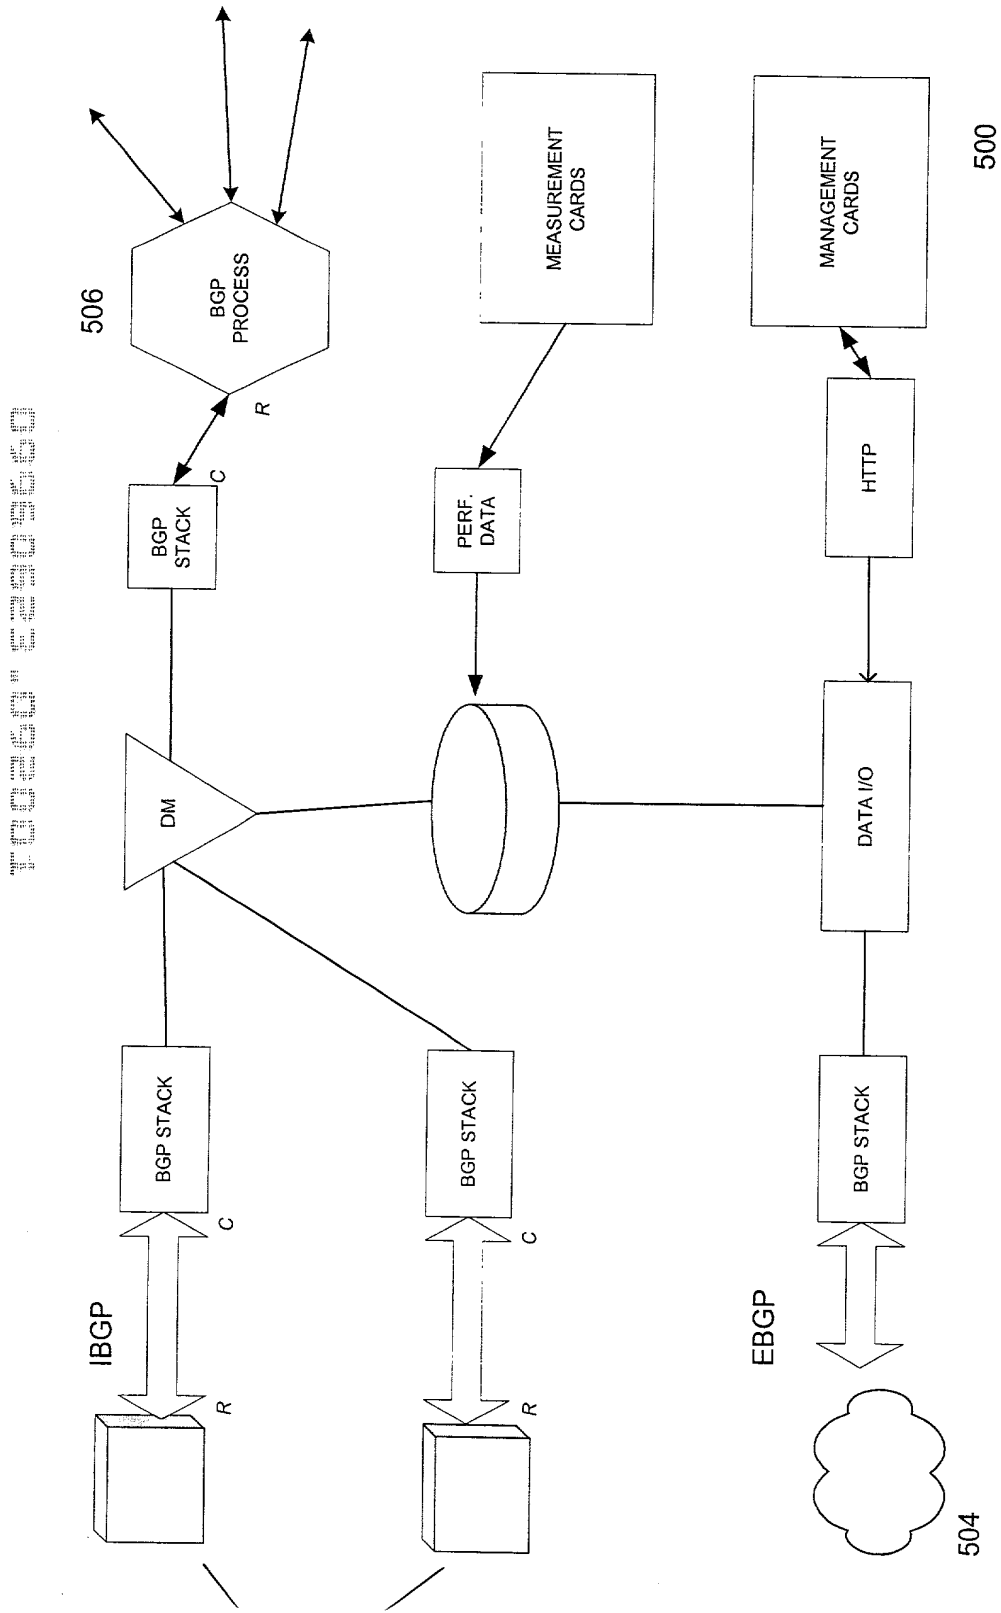 IBGP
506
BGP STACK
DM
BGP
STACK
BGP
PROCESS
R
C
C
R
BGP STACK
PERF.
DATA
MEASUREMENT
CARDS
R
C
EBGP
BGP STACK
DATA I/O
HTTP
MANAGEMENT
CARDS
504
500